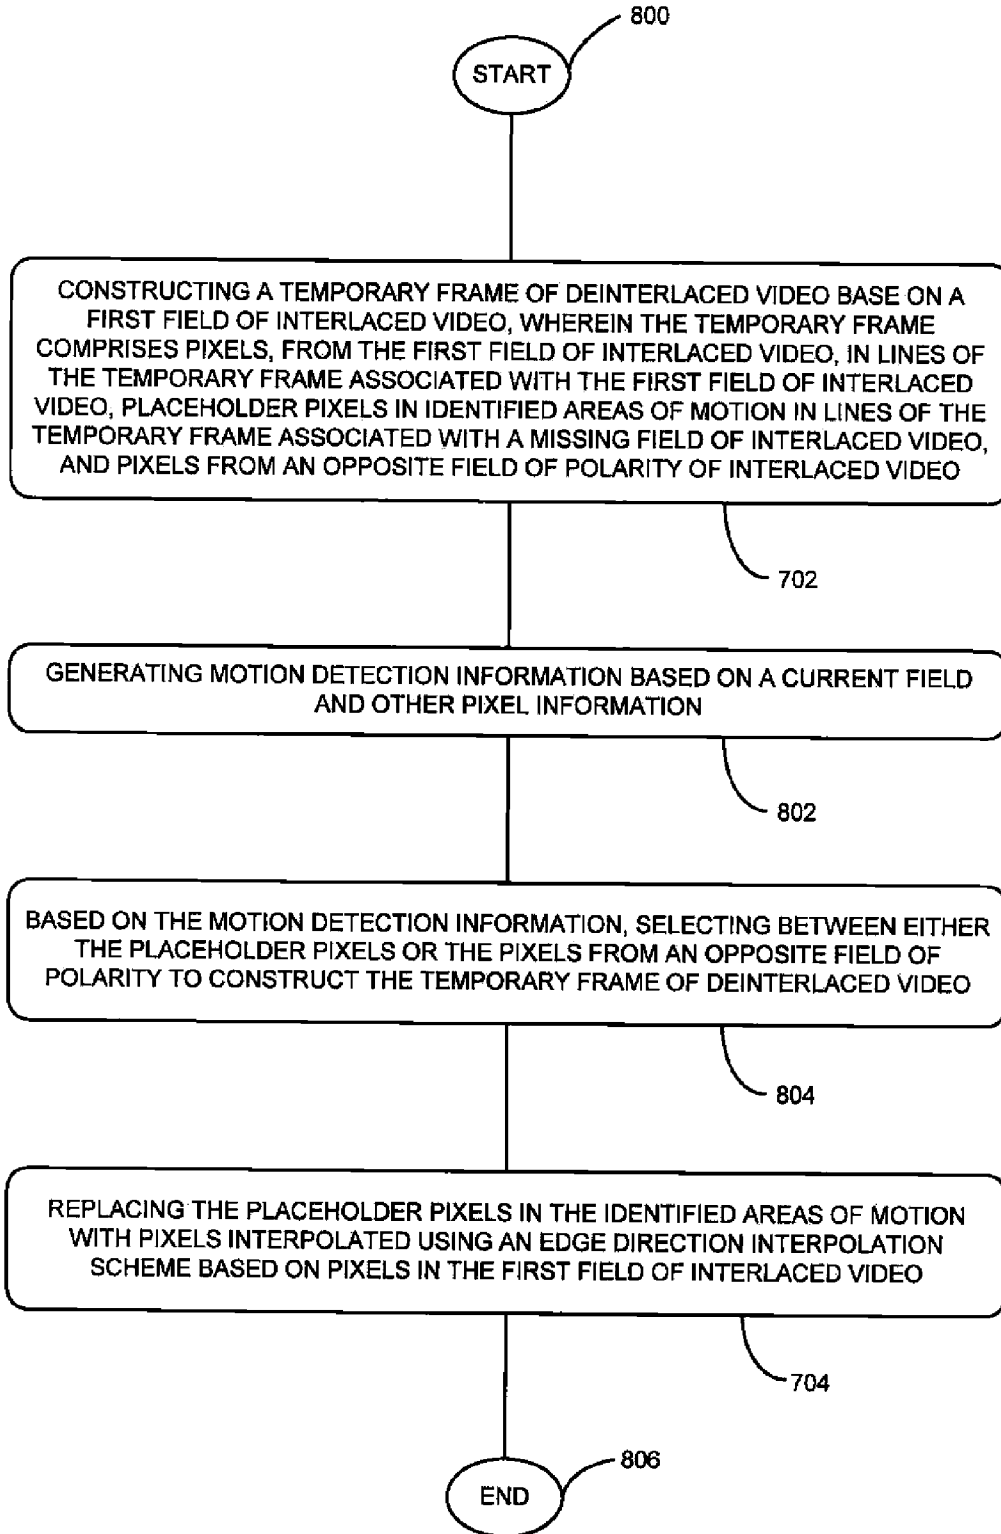 800
START
CONSTRUCTING A TEMPORARY FRAME OF DEINTERLACED VIDEO BASE ON A
FIRST FIELD OF INTERLACED VIDEO, WHEREIN THE TEMPORARY FRAME
COMPRISES PIXELS, FROM THE FIRST FIELD OF INTERLACED VIDEO, IN LINES OF
THE TEMPORARY FRAME ASSOCIATED WITH THE FIRST FIELD OF INTERLACED
VIDEO, PLACEHOLDER PIXELS IN IDENTIFIED AREAS OF MOTION IN LINES OF THE
TEMPORARY FRAME ASSOCIATED WITH A MISSING FIELD OF INTERLACED VIDEO,
AND PIXELS FROM AN OPPOSITE FIELD OF POLARITY OF INTERLACED VIDEO
702
GENERATING MOTION DETECTION INFORMATION BASED ON A CURRENT FIELD
AND OTHER PIXEL INFORMATION
802
BASED ON THE MOTION DETECTION INFORMATION, SELECTING BETWEEN EITHER
THE PLACEHOLDER PIXELS OR THE PIXELS FROM AN OPPOSITE FIELD OF
POLARITY TO CONSTRUCT THE TEMPORARY FRAME OF DEINTERLACED VIDEO
804
REPLACING THE PLACEHOLDER PIXELS IN THE IDENTIFIED AREAS OF MOTION
WITH PIXELS INTERPOLATED USING AN EDGE DIRECTION INTERPOLATION
SCHEME BASED ON PIXELS IN THE FIRST FIELD OF INTERLACED VIDEO
704
806
END